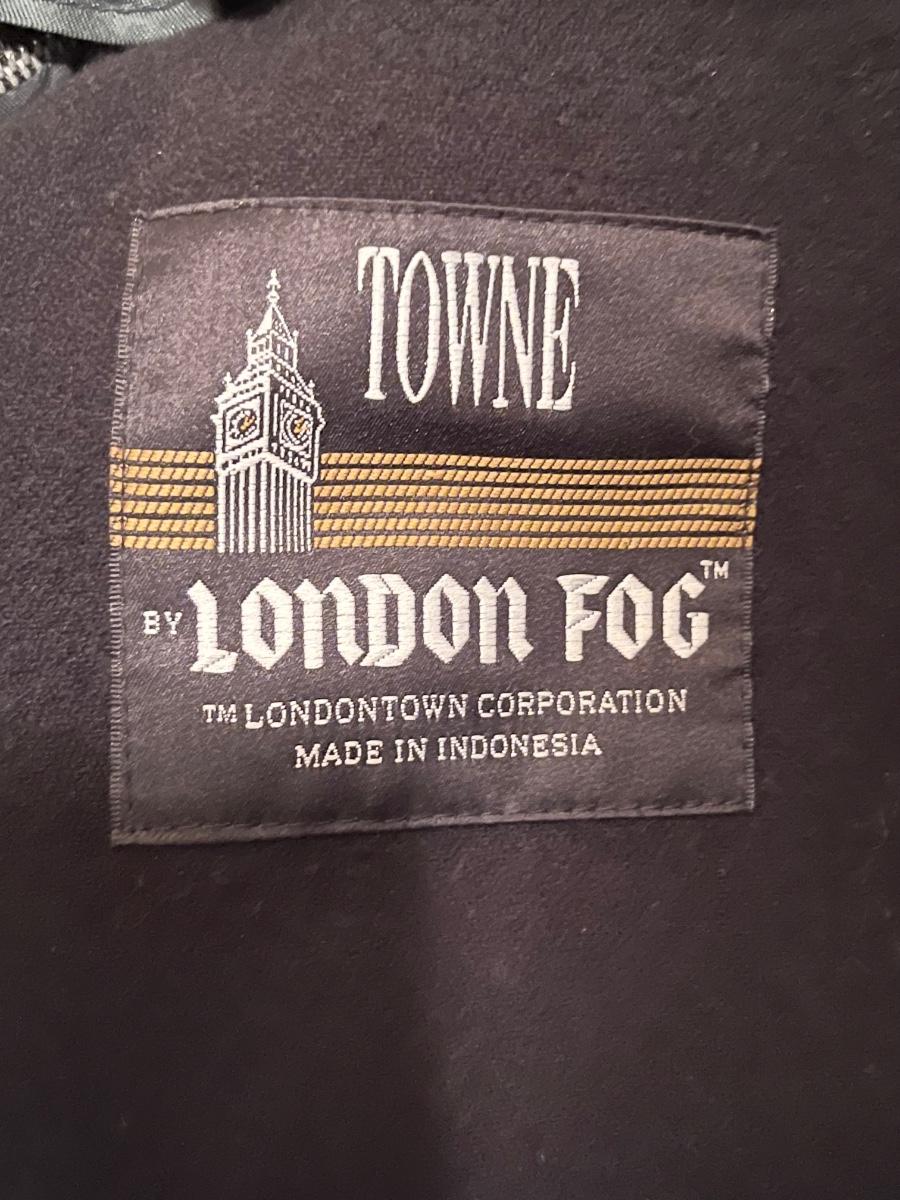 TOWNE
BY LONDON FOG™
™ LONDONTOWN CORPORATION
MADE IN INDONESIA